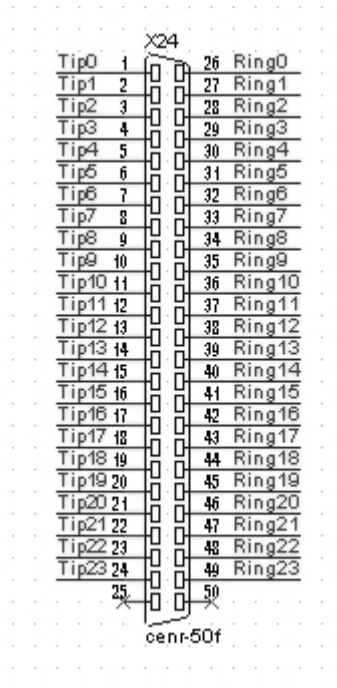 X24
Tip0 1 26 Ring0
Tip1 2 27 Ring1
Tip2 3 28 Ring2
Tip3 4 29 Ring3
Tip4 5 30 Ring4
Tip5 6 31 Ring5
Tip6 7 32 Ring6
Tip7 8 33 Ring7
Tip8 9 34 Ring8
Tip9 10 35 Ring9
Tip10 11 36 Ring10
Tip11 12 37 Ring11
Tip12 13 38 Ring12
Tip13 14 39 Ring13
Tip14 15 40 Ring14
Tip15 16 41 Ring15
Tip16 17 42 Ring16
Tip17 18 43 Ring17
Tip18 19 44 Ring18
Tip19 20 45 Ring19
Tip20 21 46 Ring20
Tip21 22 47 Ring21
Tip22 23 48 Ring22
Tip23 24 49 Ring23
25 50
cenr-50f